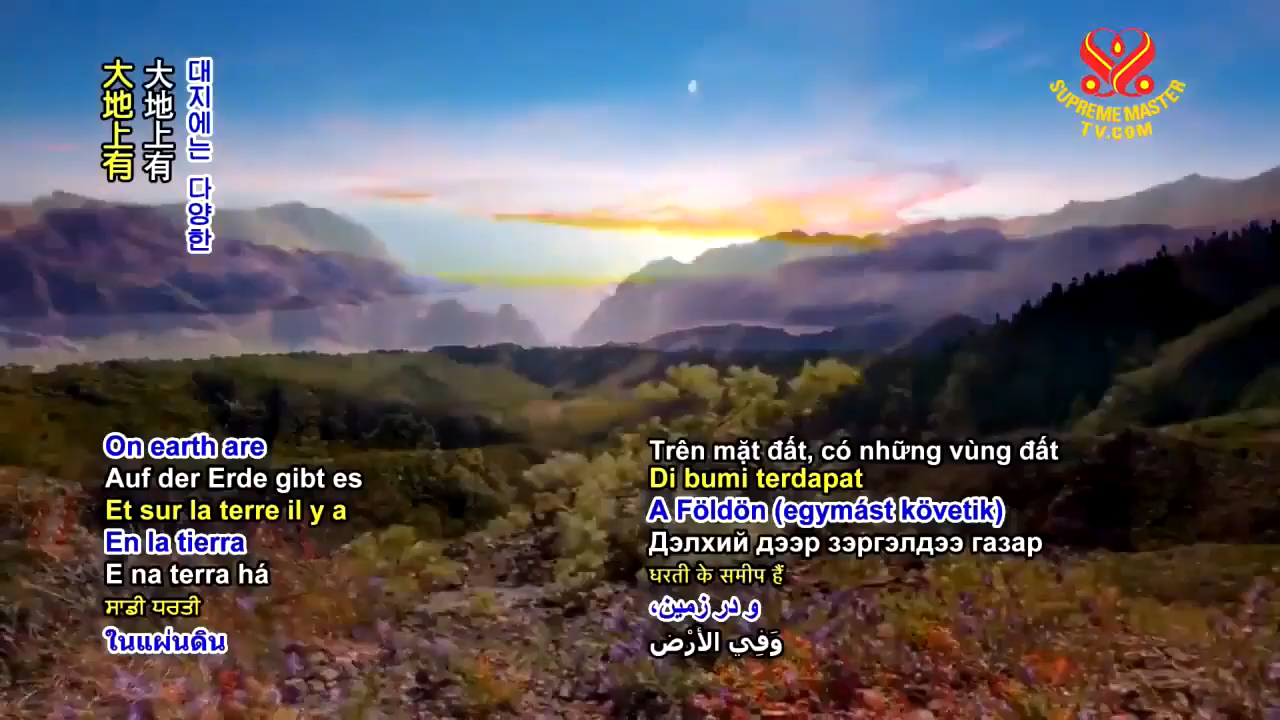 大地上有
大地上有
대지에는 다양한
SUPREME MASTER
TV.COM
On earth are
Auf der Erde gibt es
Et sur la terre il y a
En la tierra
E na terra há
ਸਾਡੀ ਧਰਤੀ
ในแผ่นดิน
Trên mặt đất, có những vùng đất
Di bumi terdapat
A Földön (egymást követik)
Дэлхий дээр зэргэлдээ газар
धरती के समीप हैं
و در زمین،
وَفِي الأَرْضِ